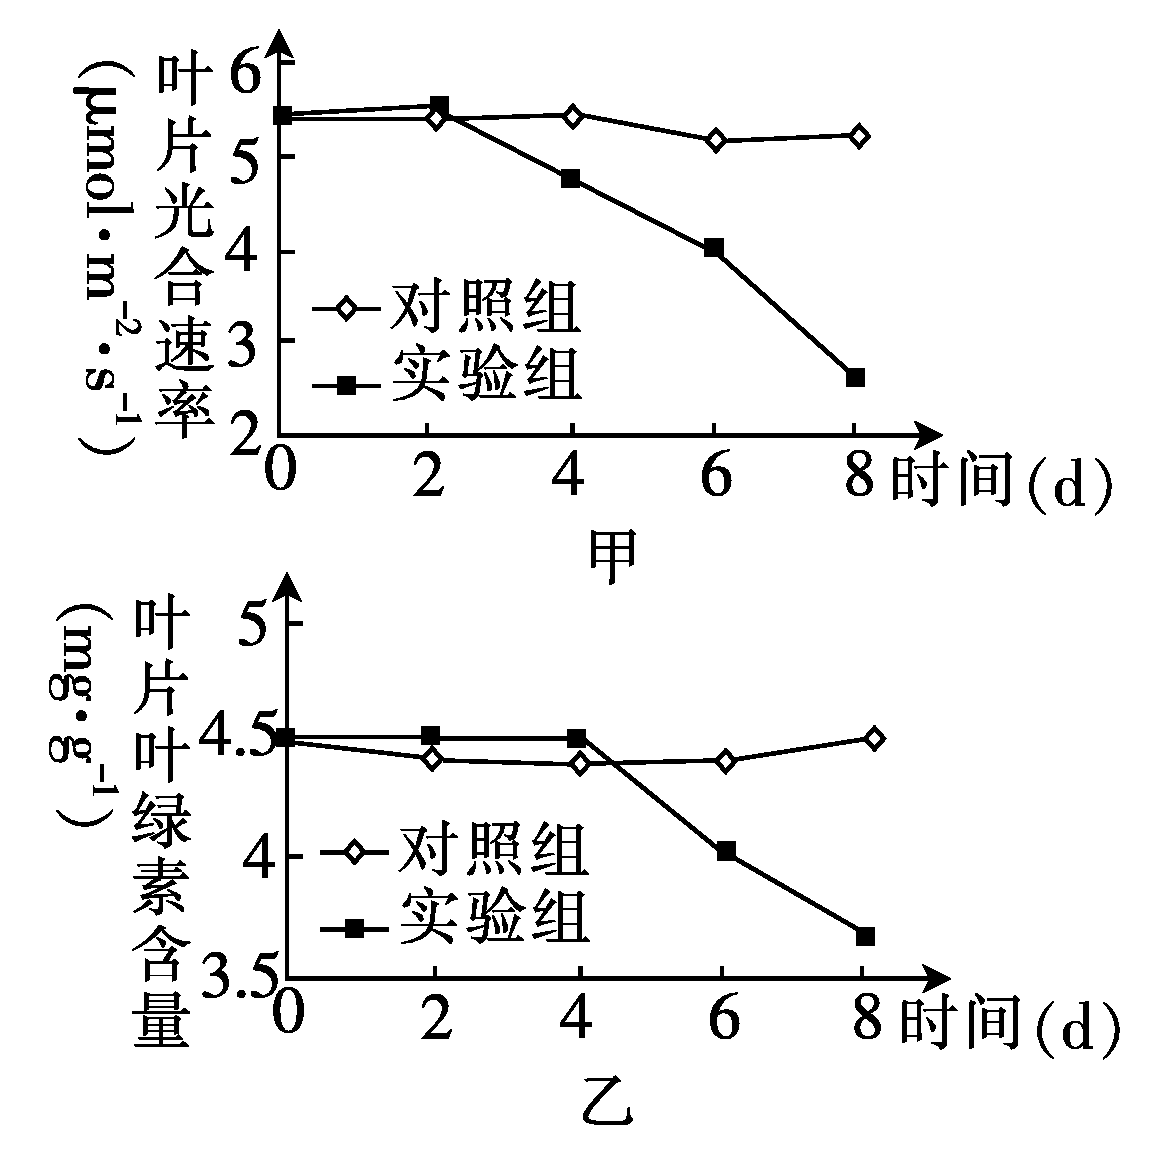 叶片光合速率
(μmol·m⁻²·s⁻¹)
6
5
4
3
2
对照组
实验组
0 2 4 6 8 时间(d)
甲
叶片叶绿素含量
(mg·g⁻¹)
5
4.5
4
3.5
对照组
实验组
0 2 4 6 8 时间(d)
乙